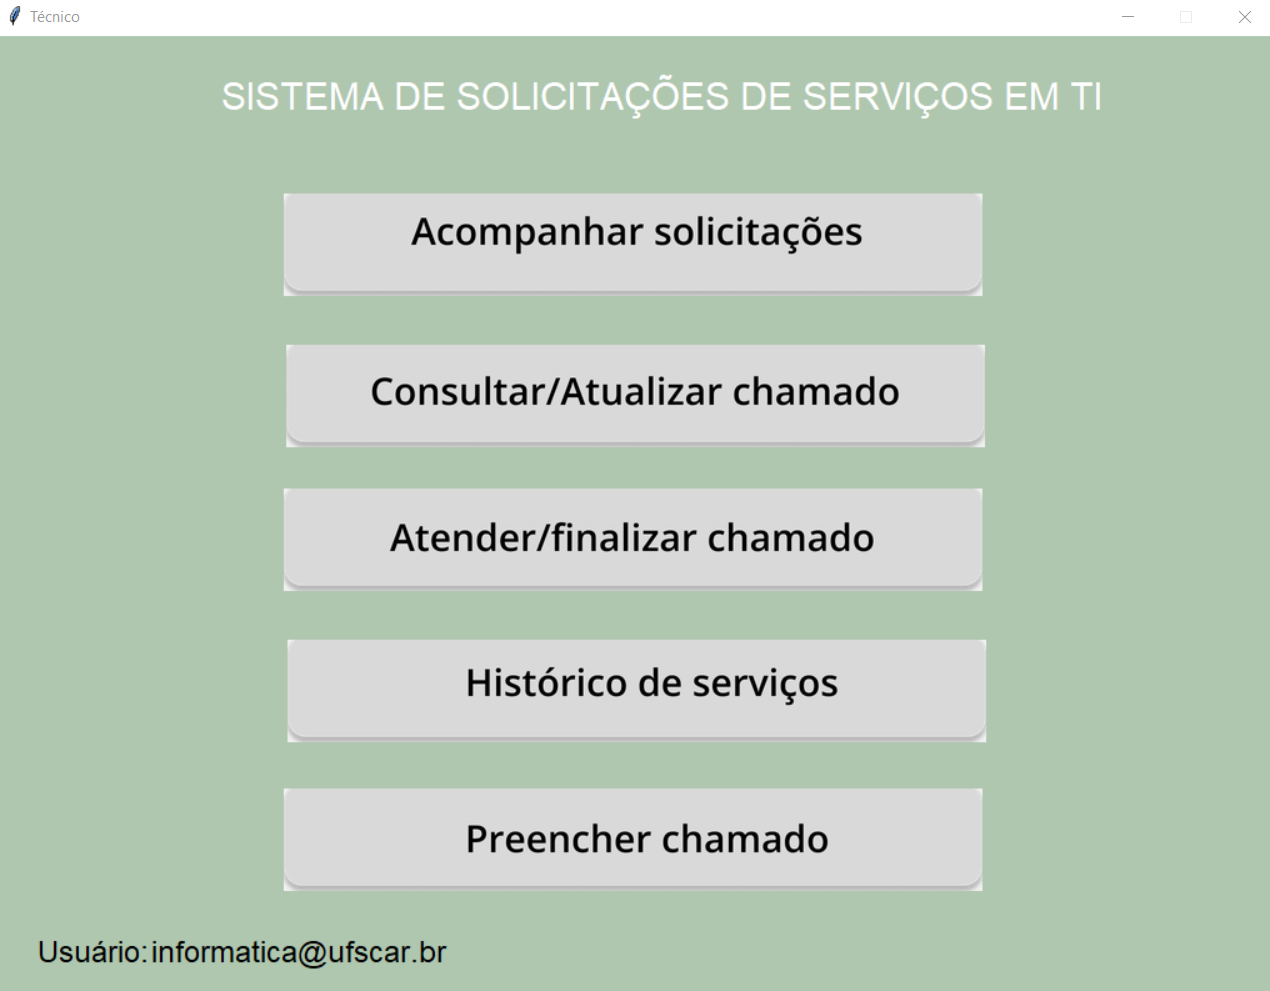 Técnico
SISTEMA DE SOLICITAÇÕES DE SERVIÇOS EM TI
Acompanhar solicitações
Consultar/Atualizar chamado
Atender/finalizar chamado
Histórico de serviços
Preencher chamado
Usuário: informatica@ufscar.br